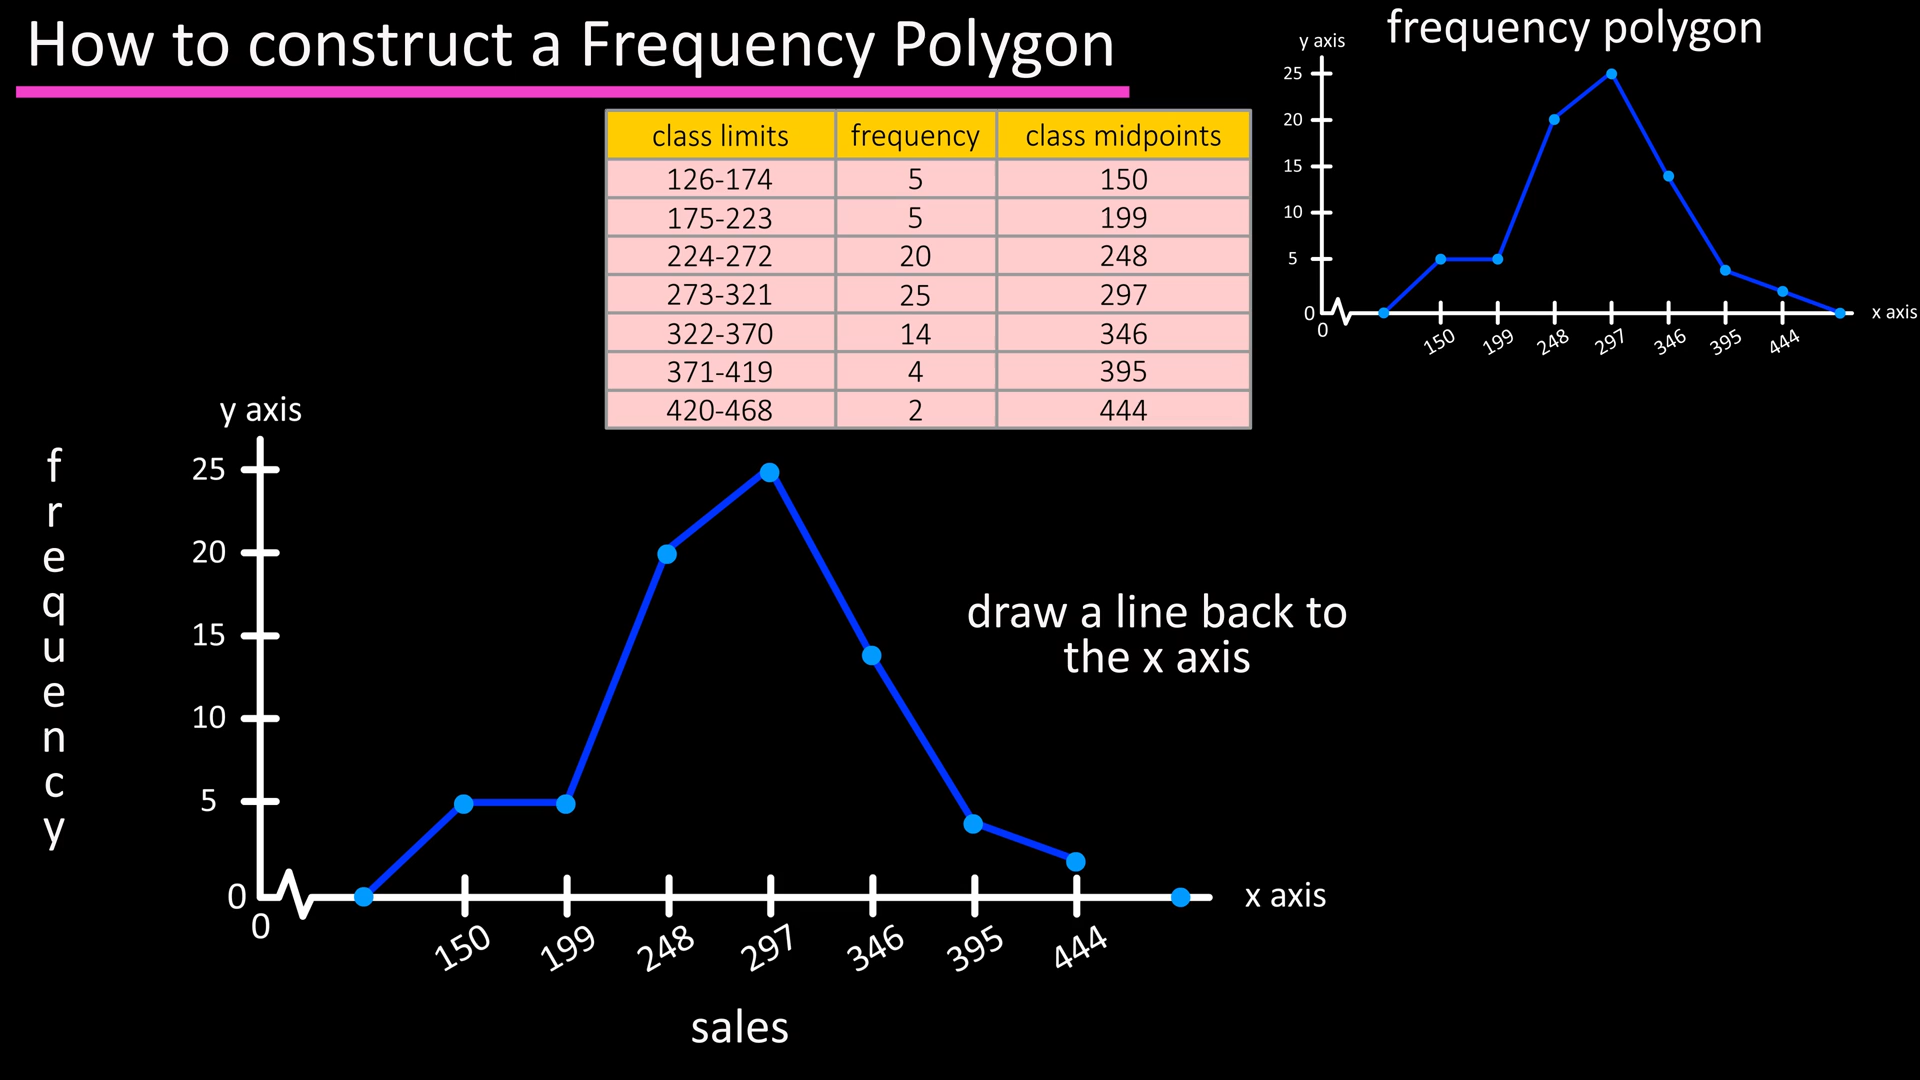 How to construct a Frequency Polygon
class limits frequency class midpoints
126-174 5 150
175-223 5 199
224-272 20 248
273-321 25 297
322-370 14 346
371-419 4 395
420-468 2 444
frequency polygon
y axis
25
20
15
10
5
0
0
150 199 248 297 346 395 444
x axis
y axis
frequency
25
20
15
10
5
0
0
150 199 248 297 346 395 444
x axis
sales
draw a line back to
the x axis